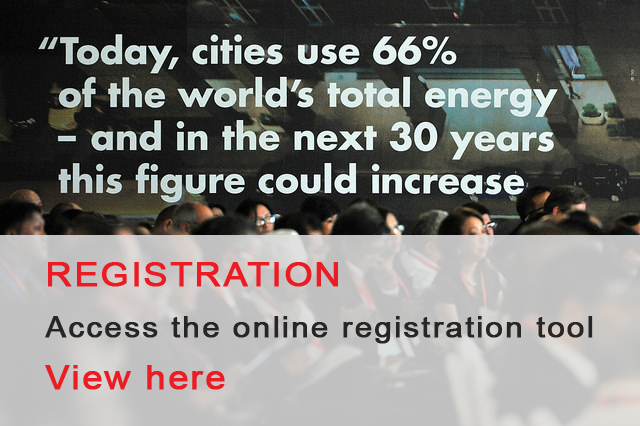 “Today, cities use 66%
of the world’s total energy
– and in the next 30 years
this figure could increase
REGISTRATION
Access the online registration tool
View here